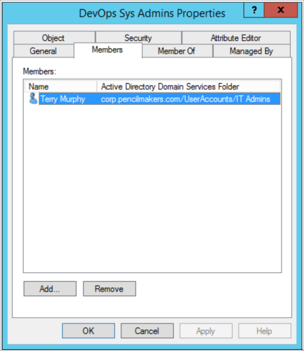 DevOps Sys Admins Properties
?
x
Object
Security
Attribute Editor
General
Members
Member Of
Managed By
Members:
Name
Active Directory Domain Services Folder
Terry Murphy
corp.pencilmakers.com/UserAccounts/IT Admins
Add...
Remove
OK
Cancel
Apply
Help